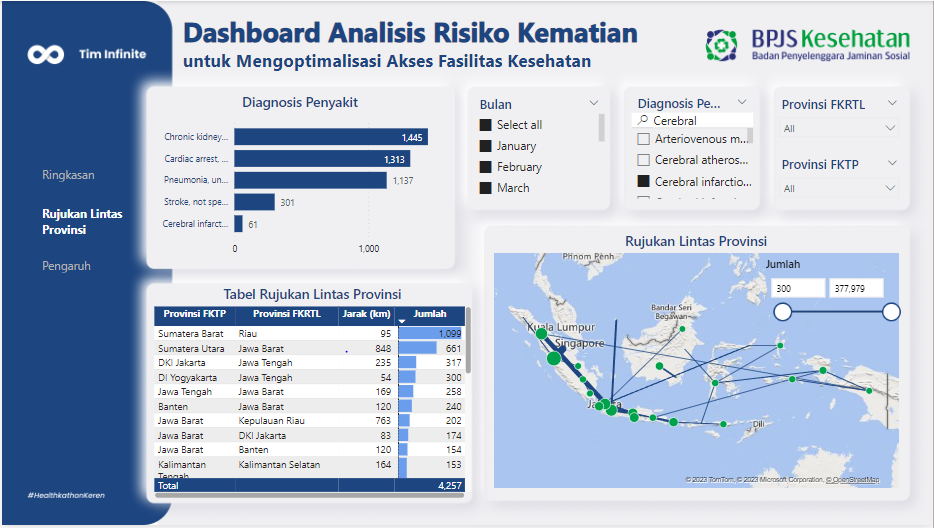 Tim Infinite
Dashboard Analisis Risiko Kematian
untuk Mengoptimalisasi Akses Fasilitas Kesehatan
BPJS Kesehatan
Badan Penyelenggara Jaminan Sosial
Ringkasan
Rujukan Lintas
Provinsi
Pengaruh
#HealthkathonKeren
Diagnosis Penyakit
Chronic kidney... 1,445
Cardiac arrest, ... 1,313
Pneumonia, un... 1,137
Stroke, not spe... 301
Cerebral infarct... 61
0 1,000
Bulan
Select all
January
February
March
Diagnosis Pe...
Cerebral
Arteriovenous m...
Cerebral atheros...
Cerebral infarctio...
Provinsi FKRTL
All
Provinsi FKTP
All
Tabel Rujukan Lintas Provinsi
Provinsi FKTP Provinsi FKRTL Jarak (km) Jumlah
Sumatera Barat Riau 95 1,099
Sumatera Utara Jawa Barat 848 661
DKI Jakarta Jawa Tengah 235 317
DI Yogyakarta Jawa Tengah 54 300
Jawa Tengah Jawa Barat 169 258
Banten Jawa Barat 120 240
Jawa Barat Kepulauan Riau 763 202
Jawa Barat DKI Jakarta 83 174
Jawa Barat Banten 120 154
Kalimantan Tengah Kalimantan Selatan 164 153
Total 4,257
Rujukan Lintas Provinsi
Phnom Penh
Jumlah
300 377,979
Bandar Seri
Begawan
Kuala Lumpur
Singapore
Jakarta
Dili
© 2023 TomTom, © 2023 Microsoft Corporation, © OpenStreetMap